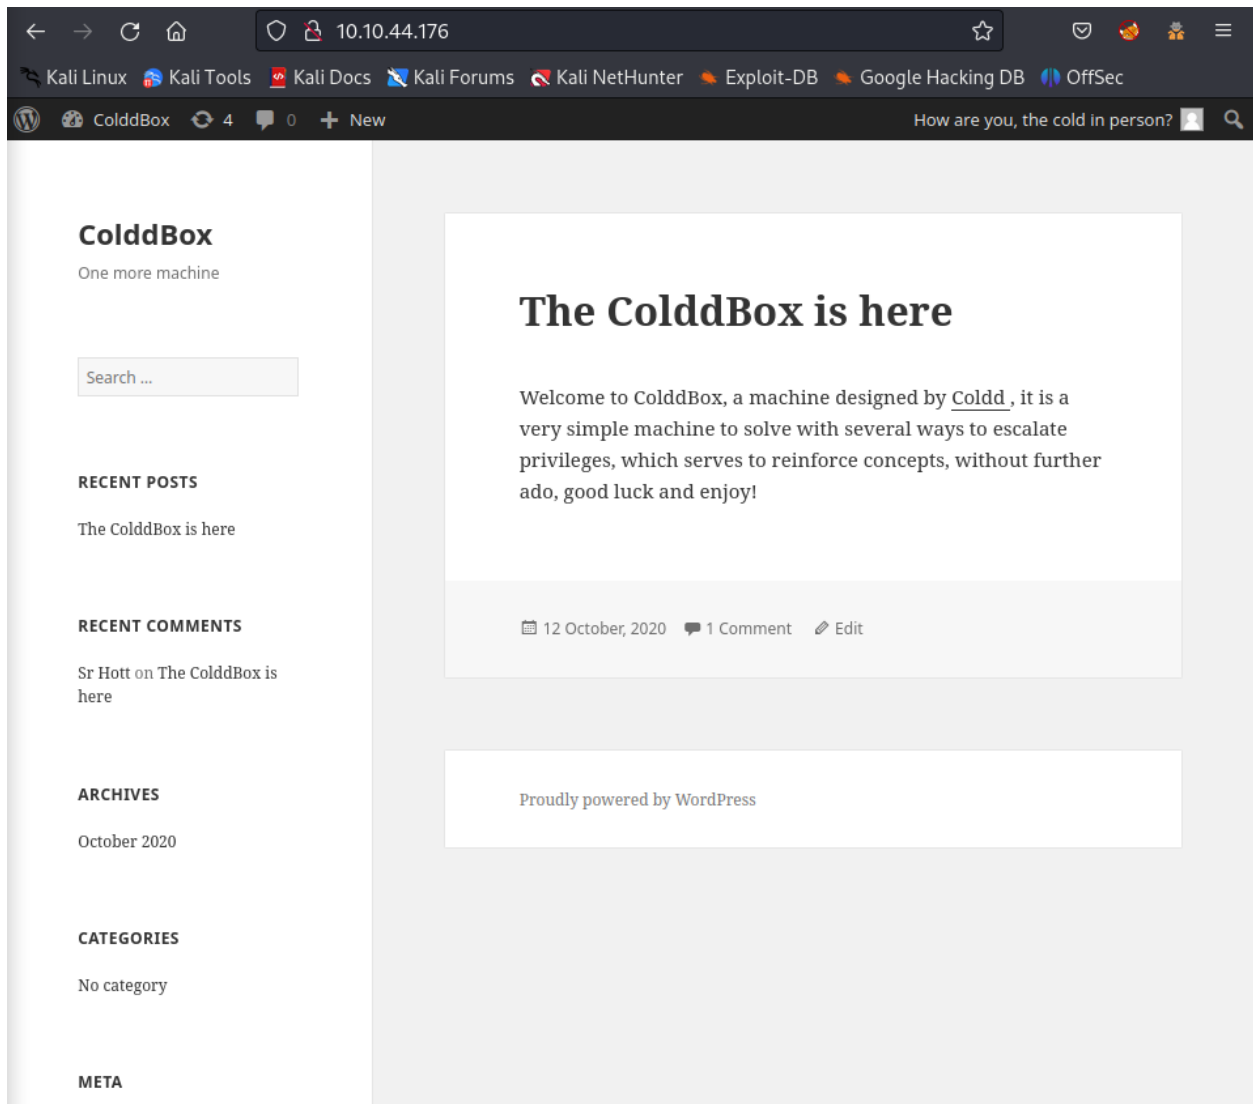 10.10.44.176
Kali Linux Kali Tools Kali Docs Kali Forums Kali NetHunter Exploit-DB Google Hacking DB OffSec
ColddBox 4 0 New How are you, the cold in person?
ColddBox
One more machine
Search ...
RECENT POSTS
The ColddBox is here
RECENT COMMENTS
Sr Hott on The ColddBox is
here
ARCHIVES
October 2020
CATEGORIES
No category
META
The ColddBox is here
Welcome to ColddBox, a machine designed by Coldd , it is a
very simple machine to solve with several ways to escalate
privileges, which serves to reinforce concepts, without further
ado, good luck and enjoy!
12 October, 2020 1 Comment Edit
Proudly powered by WordPress